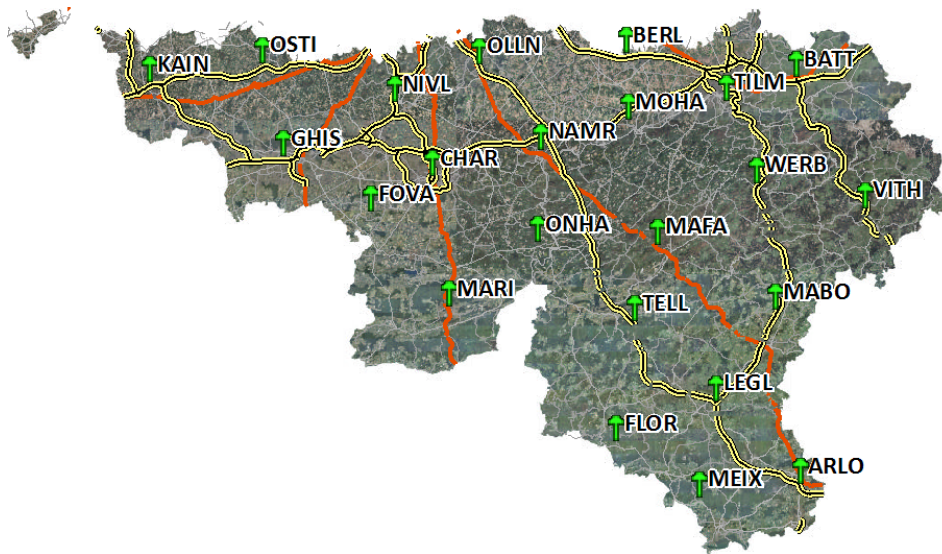 BERL
OSTI
OLLN
KAIN
BATT
NIVL
TILM
MOHA
GHIS
NAMR
CHAR
WERB
FOVA
VITH
ONHA
MAFA
MARI
TELL
MABO
LEGL
FLOR
ARLO
MEIX